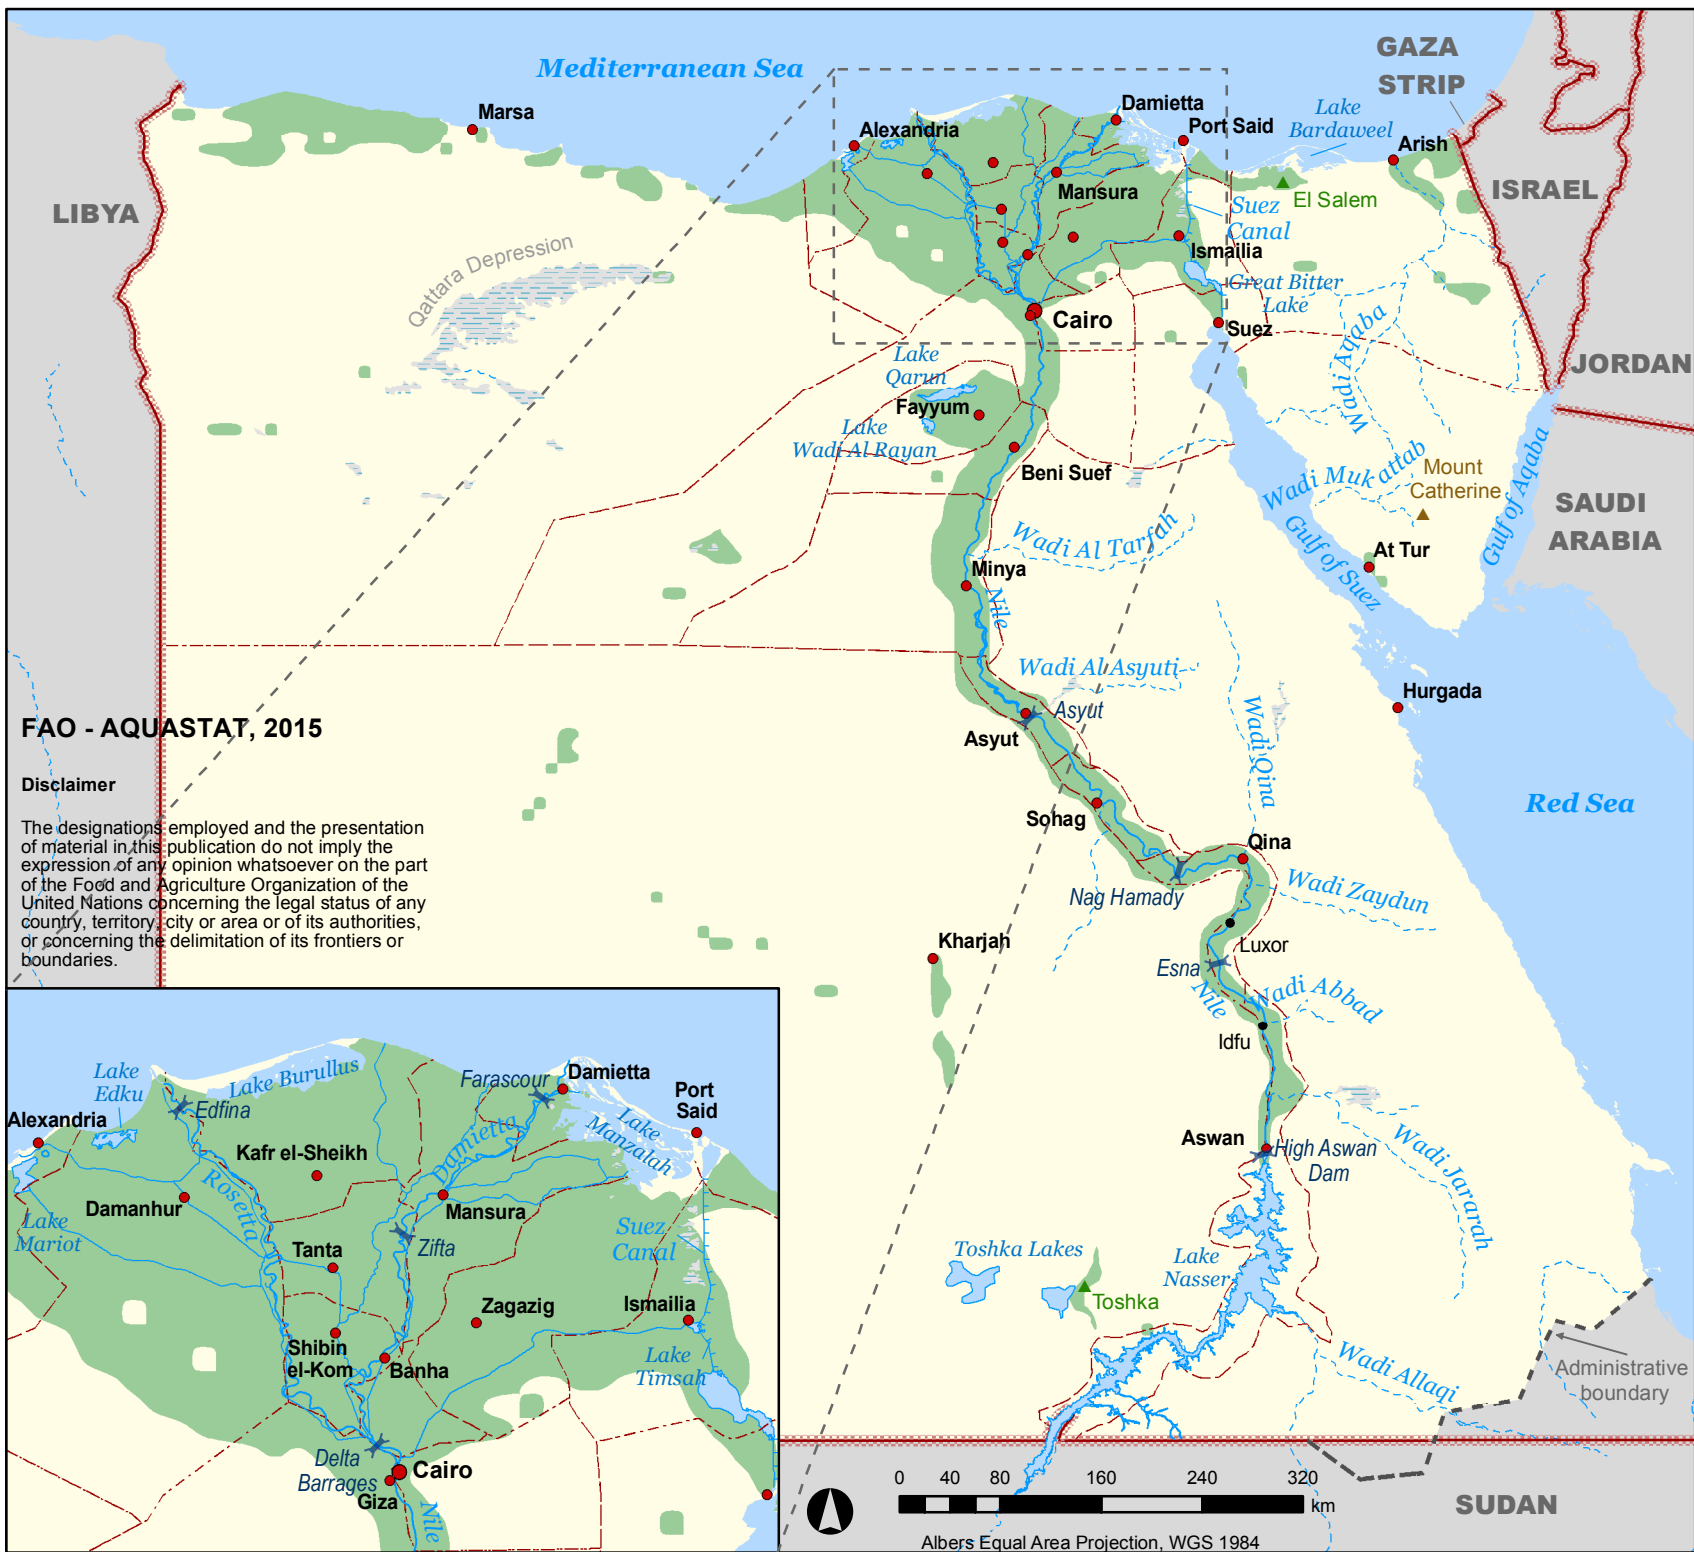 Mediterranean Sea
GAZA
STRIP
Marsa
Alexandria
Damietta
Port Said
Lake
Bardaweel
Arish
LIBYA
Mansura
El Salem
ISRAEL
Suez
Canal
Qattara Depression
Ismailia
Great Bitter
Lake
Cairo
Suez
Wadi Aqaba
JORDAN
Lake
Qarun
Fayyum
Lake
Wadi Al Rayan
Beni Suef
Wadi Mukattab
Mount
Catherine
Gulf of Aqaba
SAUDI
ARABIA
Wadi Al Tarfah
Gulf of Suez
At Tur
Minya
Nile
Wadi Al Asyuti
Hurgada
Asyut
Asyut
Wadi Qina
FAO - AQUASTAT, 2015
Disclaimer
The designations employed and the presentation
of material in this publication do not imply the
expression of any opinion whatsoever on the part
of the Food and Agriculture Organization of the
United Nations concerning the legal status of any
country, territory, city or area or of its authorities,
or concerning the delimitation of its frontiers or
boundaries.
Red Sea
Sohag
Qina
Nag Hamady
Wadi Zaydun
Kharjah
Luxor
Esna
Nile
Wadi Abbad
Idfu
Aswan
High Aswan
Dam
Wadi Jararah
Toshka Lakes
Lake
Nasser
Toshka
Wadi Allaqi
Administrative
boundary
SUDAN
0 40 80 160 240 320
km
Albers Equal Area Projection, WGS 1984
Lake
Edku
Lake Burullus
Farascour
Damietta
Port
Said
Alexandria
Edfina
Damietta
Lake
Manzalah
Kafr el-Sheikh
Rosetta
Damanhur
Mansura
Lake
Mariot
Tanta
Zifta
Suez
Canal
Zagazig
Ismailia
Shibin
el-Kom
Banha
Lake
Timsah
Delta
Barrages
Cairo
Giza
Nile